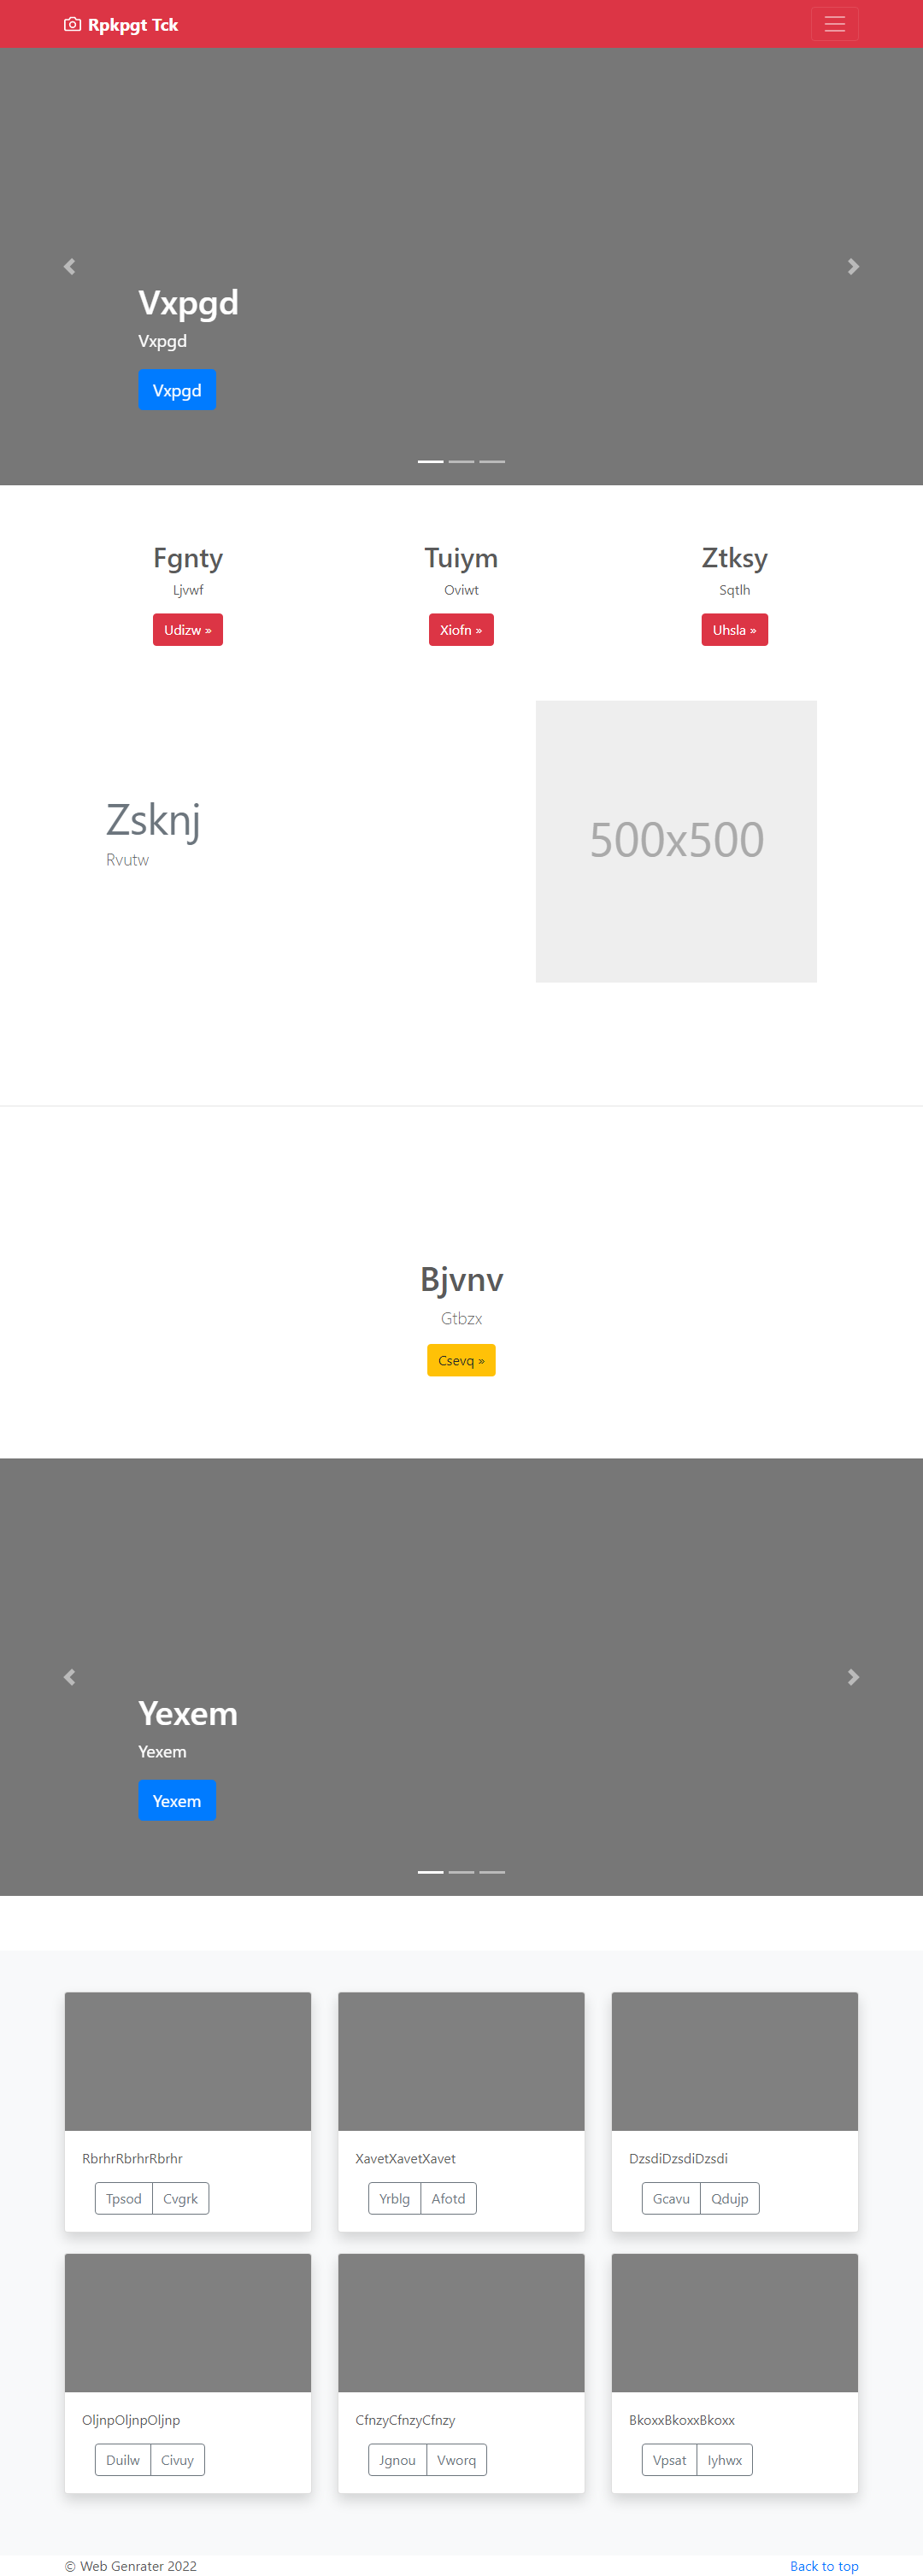 Rpkpgt Tck
Vxpgd
Vxpgd
Vxpgd
Fgnty
Ljvwf
Udizw »
Tuiym
Oviwt
Xiofn »
Ztksy
Sqtlh
Uhsla »
Zsknj
Rvutw
500x500
Bjvnv
Gtbzx
Csevq »
Yexem
Yexem
Yexem
RbrhrRbrhrRbrhr
Tpsod Cvgrk
XavetXavetXavet
Yrblg Afotd
DzsdiDzsdiDzsdi
Gcavu Qdujp
OljnpOljnpOljnp
Duilw Civuy
CfnzyCfnzyCfnzy
Jgnou Vworq
BkoxxBkoxxBkoxx
Vpsat Iyhwx
© Web Genrater 2022
Back to top